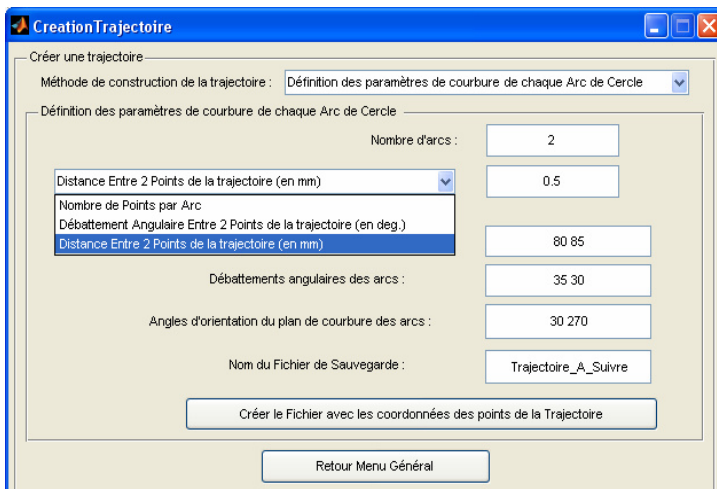 CreationTrajectoire
Créer une trajectoire
Méthode de construction de la trajectoire : Définition des paramètres de courbure de chaque Arc de Cercle
Définition des paramètres de courbure de chaque Arc de Cercle
Nombre d'arcs : 2
Distance Entre 2 Points de la trajectoire (en mm) 0.5
Nombre de Points par Arc
Débattement Angulaire Entre 2 Points de la trajectoire (en deg.)
Distance Entre 2 Points de la trajectoire (en mm) 80 85
Débattements angulaires des arcs : 35 30
Angles d'orientation du plan de courbure des arcs : 30 270
Nom du Fichier de Sauvegarde : Trajectoire_A_Suivre
Créer le Fichier avec les coordonnées des points de la Trajectoire
Retour Menu Général